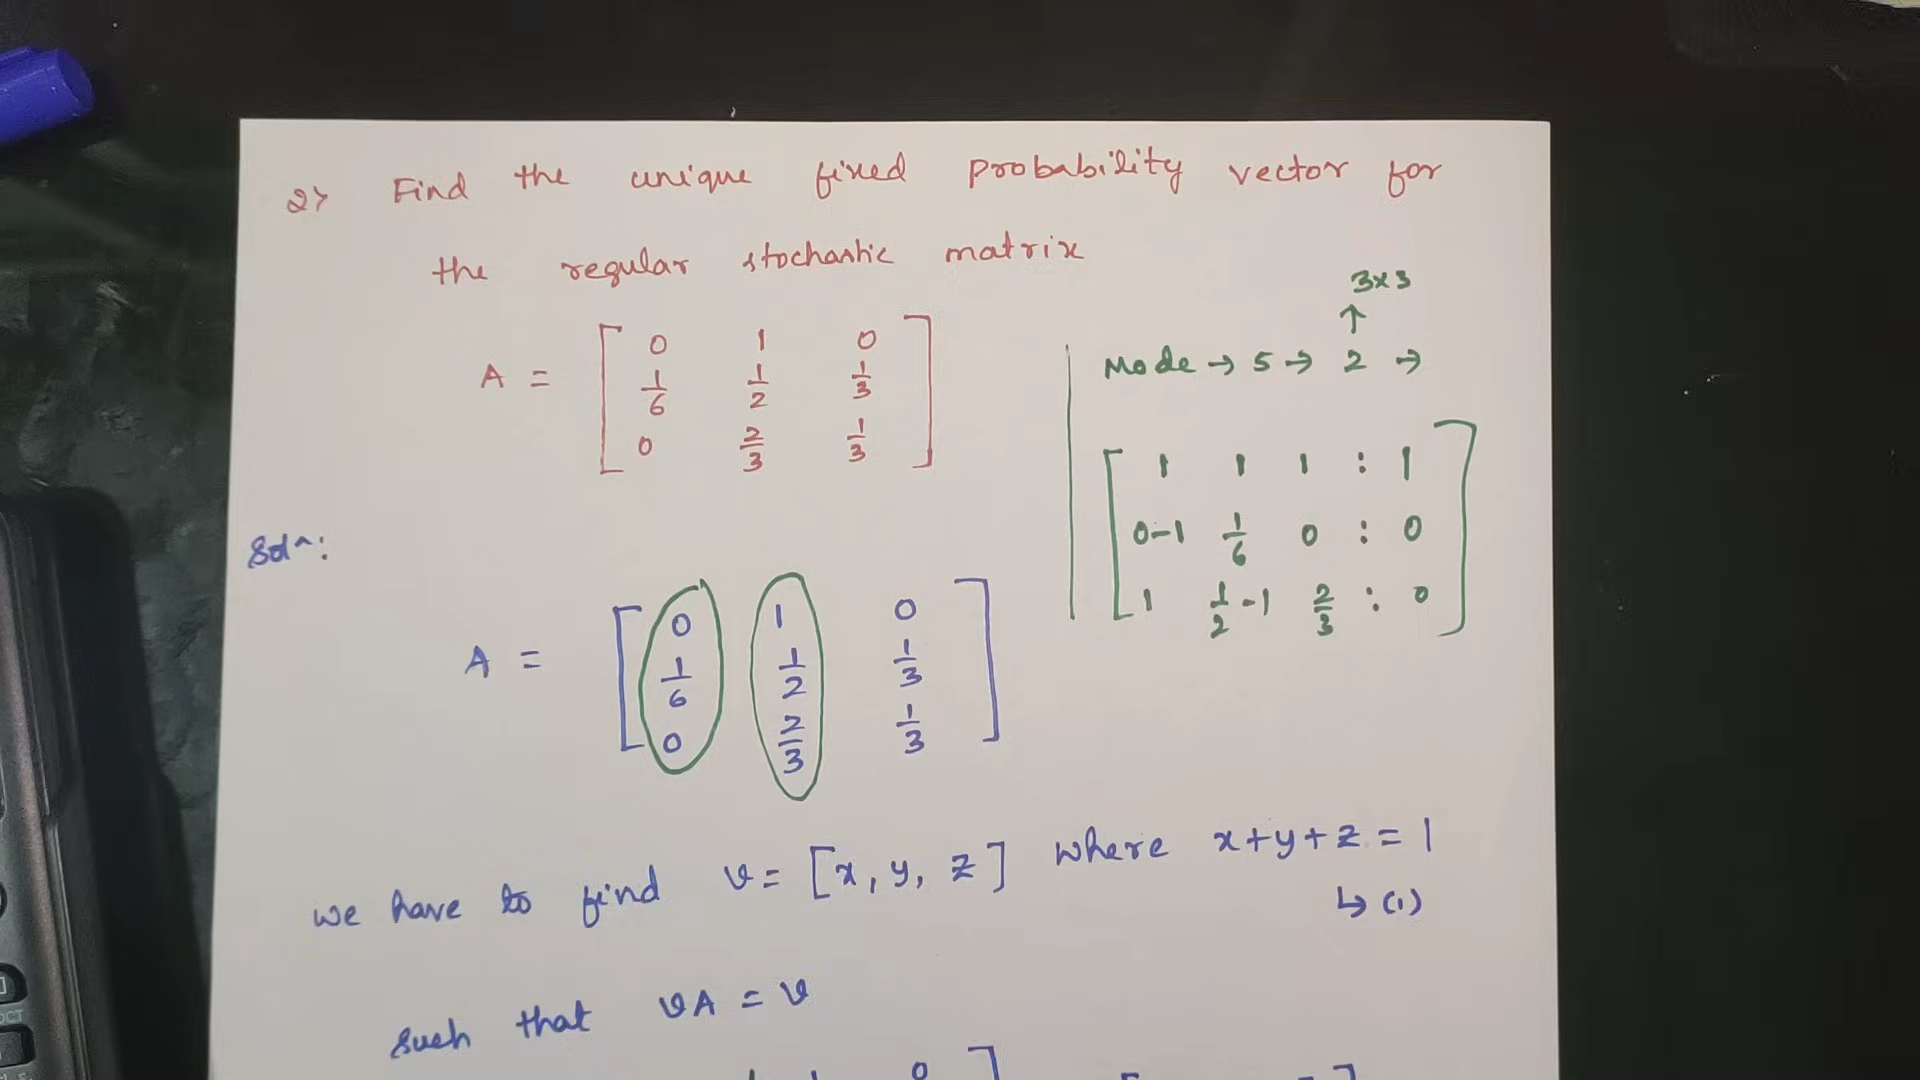 2> Find the unique fixed probability vector for
the regular stochastic matrix
A = [ 0 1 0
1/6 1/2 1/3
0 2/3 1/3 ]
3x3
↑
Mode → 5 → 2 →
[ 1 1 1 : 1
0-1 1/6 0 : 0
1 1/2-1 2/3 : 0 ]
Soln:
A = [ 0 1 0
1/6 1/2 1/3
0 2/3 1/3 ]
we have to find v = [x, y, z] where x+y+z = 1
↳ (1)
such that vA = v